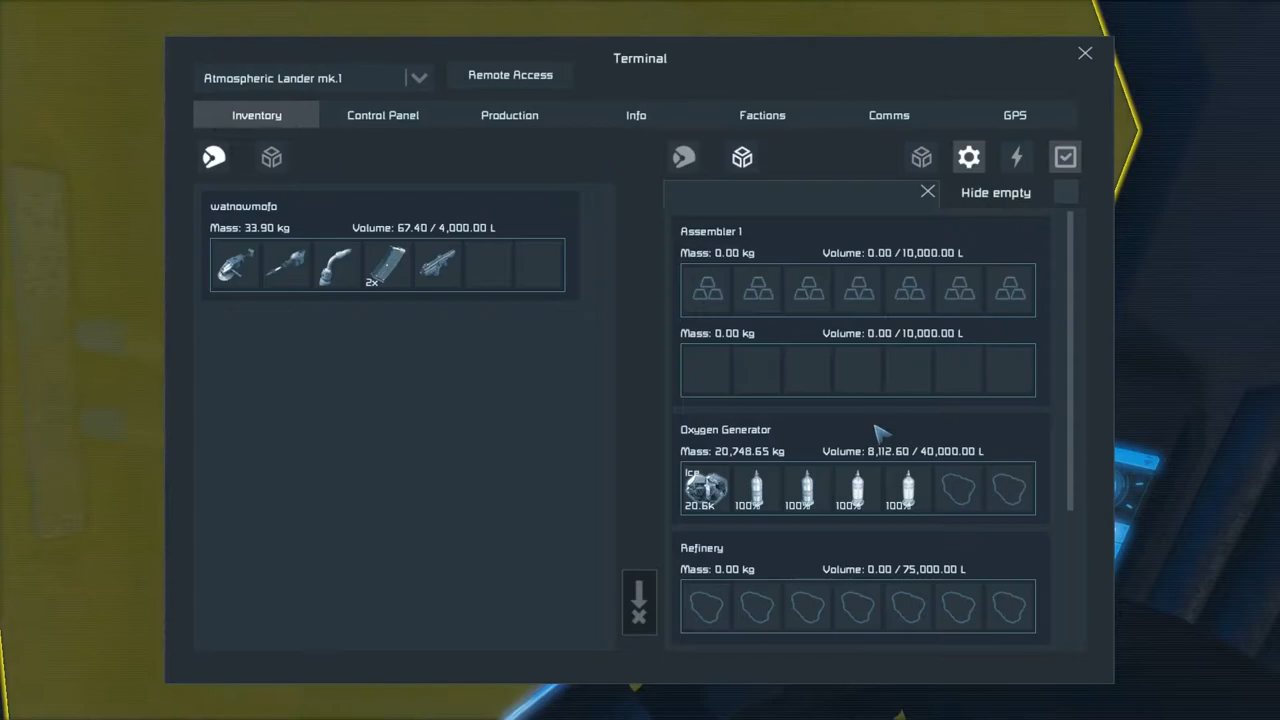 Terminal
Atmospheric Lander mk.1
Remote Access
Inventory
Control Panel
Production
Info
Factions
Comms
GPS
Hide empty
watnowmofo
Mass: 33.90 kg
Volume: 67.40 / 4,000.00 L
2x
Assembler 1
Mass: 0.00 kg
Volume: 0.00 / 10,000.00 L
Mass: 0.00 kg
Volume: 0.00 / 10,000.00 L
Oxygen Generator
Mass: 20,748.65 kg
Volume: 8,112.60 / 40,000.00 L
Ice
20.6k
100%
100%
100%
100%
Refinery
Mass: 0.00 kg
Volume: 0.00 / 75,000.00 L